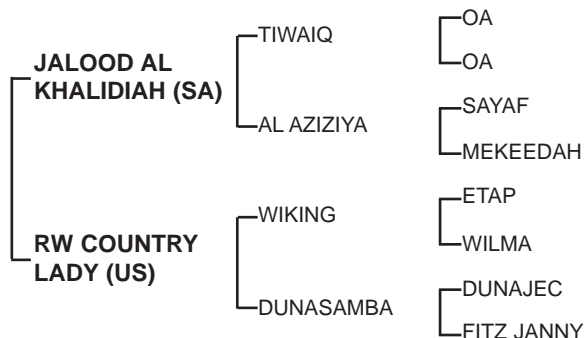 JALOOD AL
KHALIDIAH (SA)
TIWAIQ
OA
OA
AL AZIZIYA
SAYAF
MEKEEDAH
RW COUNTRY
LADY (US)
WIKING
ETAP
WILMA
DUNASAMBA
DUNAJEC
FITZ JANNY